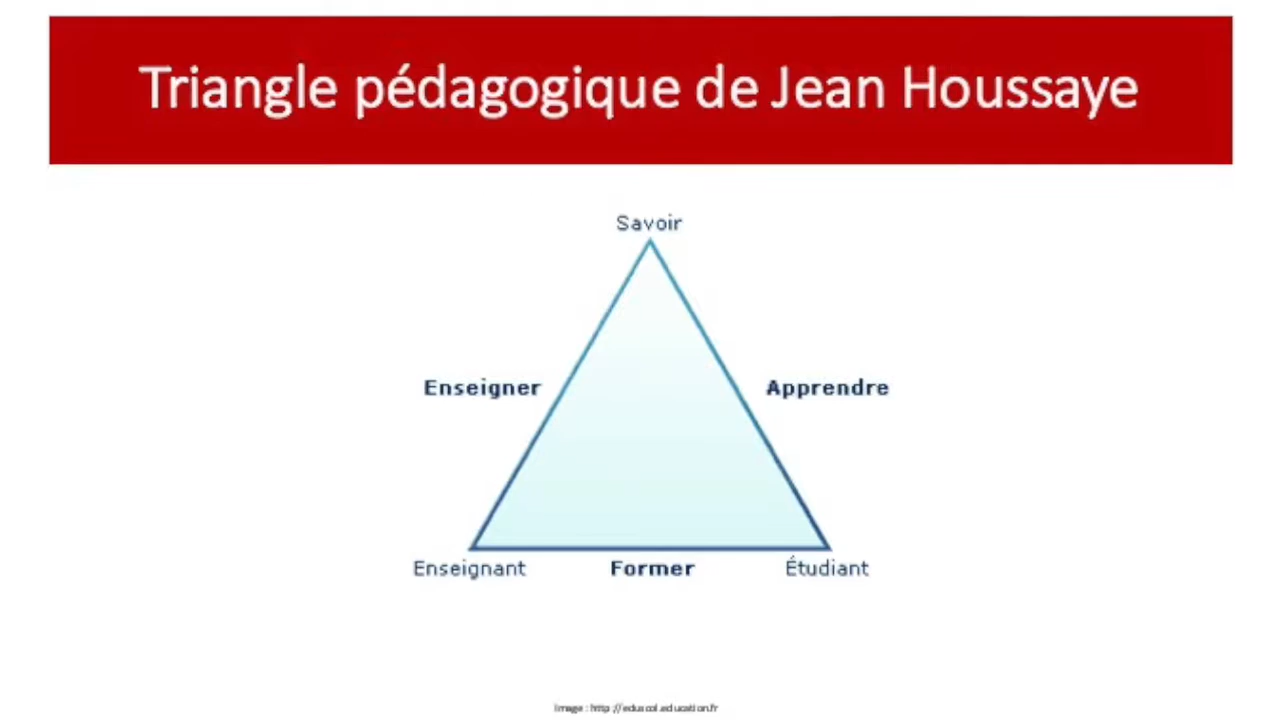 Triangle pédagogique de Jean Houssaye
Savoir
Enseigner
Apprendre
Enseignant
Former
Étudiant
Image : http://eduscol.education.fr